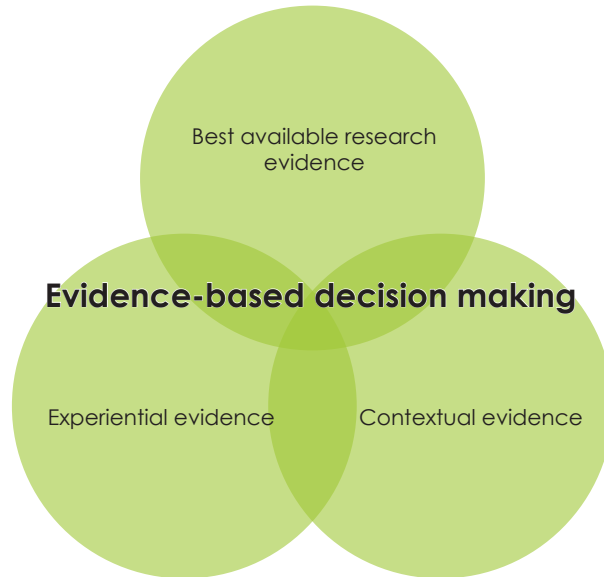 Best available research
evidence
Evidence-based decision making
Experiential evidence
Contextual evidence